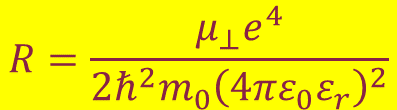 R = μ⊥e⁴ / 2ℏ²m₀(4πε₀εᵣ)²